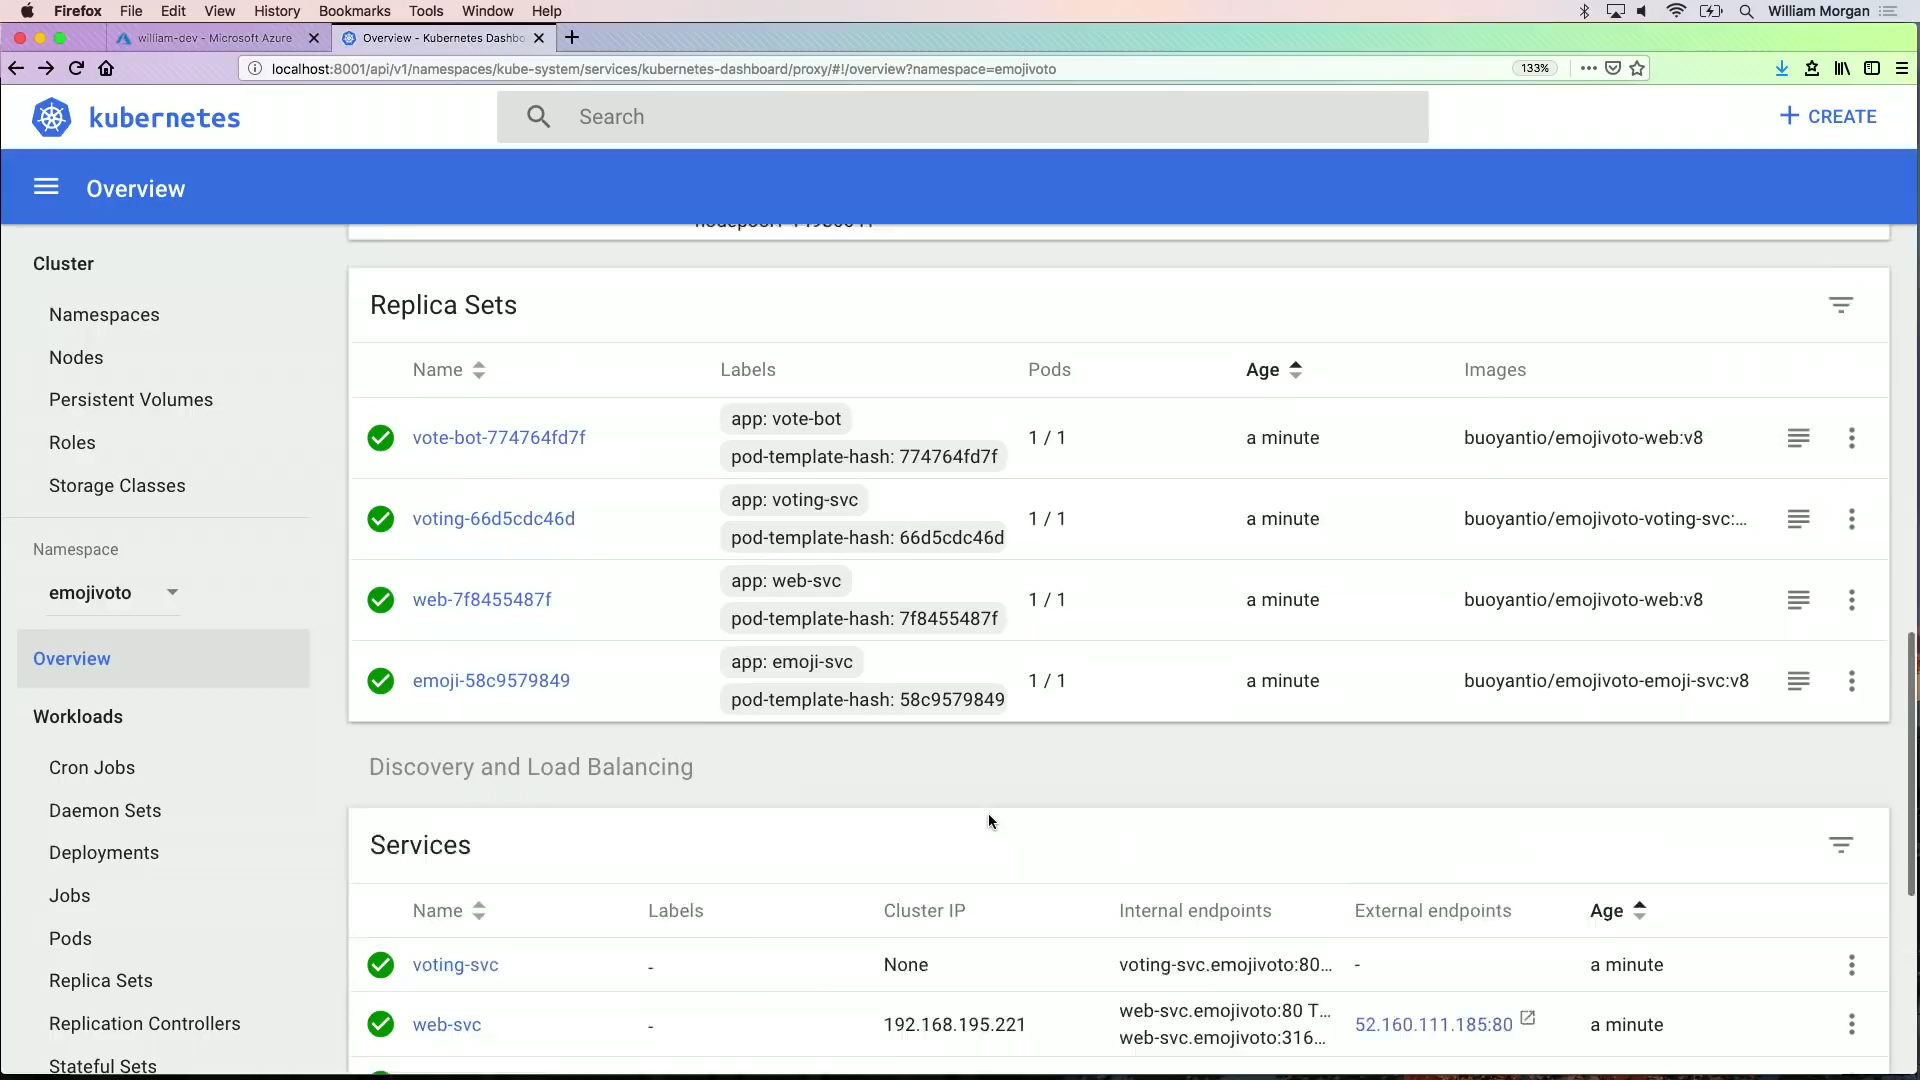 Firefox File Edit View History Bookmarks Tools Window Help William Morgan
william-dev - Microsoft Azure Overview - Kubernetes Dashbo
localhost:8001/api/v1/namespaces/kube-system/services/kubernetes-dashboard/proxy/#!/overview?namespace=emojivoto 133%
kubernetes Search + CREATE
Overview
Cluster
Namespaces
Nodes
Persistent Volumes
Roles
Storage Classes
Namespace
emojivoto
Overview
Workloads
Cron Jobs
Daemon Sets
Deployments
Jobs
Pods
Replica Sets
Replication Controllers
Stateful Sets
Replica Sets
Name Labels Pods Age Images
vote-bot-774764fd7f app: vote-bot 1 / 1 a minute buoyantio/emojivoto-web:v8
pod-template-hash: 774764fd7f
voting-66d5cdc46d app: voting-svc 1 / 1 a minute buoyantio/emojivoto-voting-svc:...
pod-template-hash: 66d5cdc46d
web-7f8455487f app: web-svc 1 / 1 a minute buoyantio/emojivoto-web:v8
pod-template-hash: 7f8455487f
emoji-58c9579849 app: emoji-svc 1 / 1 a minute buoyantio/emojivoto-emoji-svc:v8
pod-template-hash: 58c9579849
Discovery and Load Balancing
Services
Name Labels Cluster IP Internal endpoints External endpoints Age
voting-svc - None voting-svc.emojivoto:80... - a minute
web-svc - 192.168.195.221 web-svc.emojivoto:80 T... 52.160.111.185:80 a minute
web-svc.emojivoto:316...